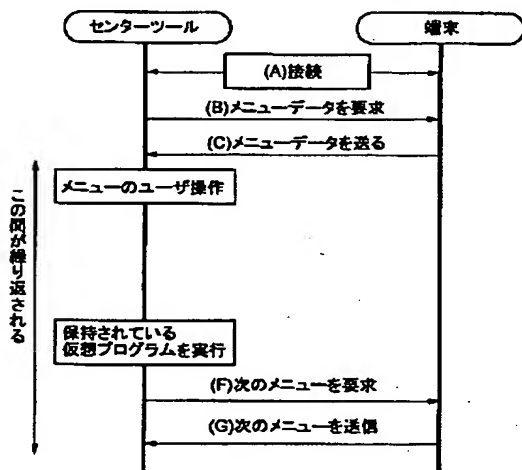 センターツール
端末
(A)接続
(B)メニューデータを要求
(C)メニューデータを送る
メニューのユーザ操作
この間が繰り返される
保持されている
仮想プログラムを実行
(F)次のメニューを要求
(G)次のメニューを送信